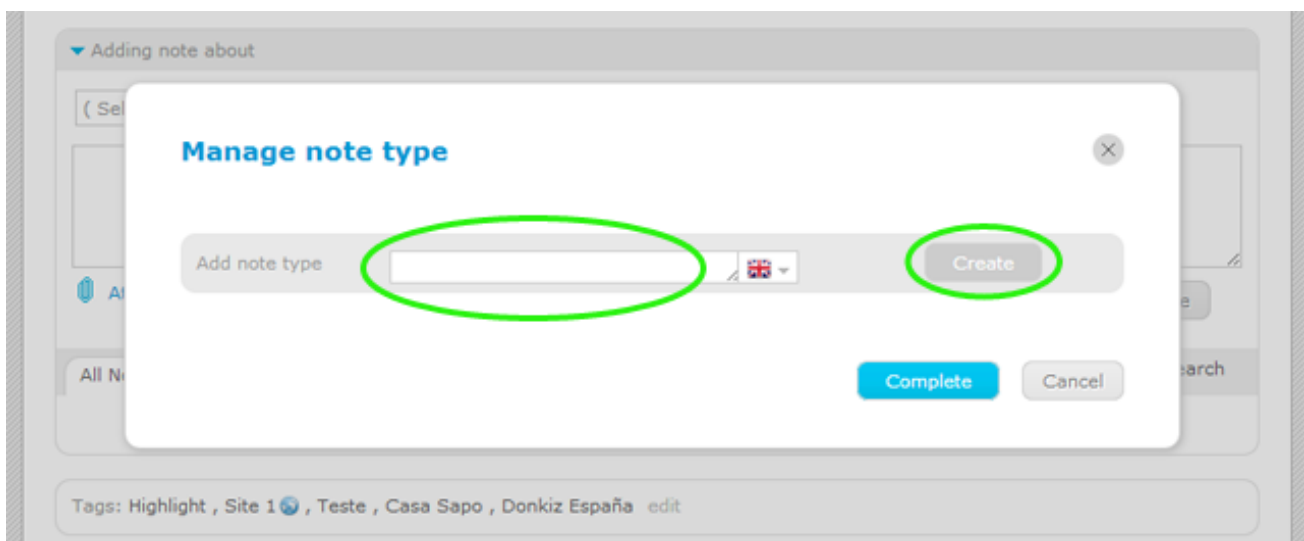 Adding note about
( Sel
Manage note type
Add note type
Create
All N
Complete
Cancel
earch
Tags: Highlight , Site 1 , Teste , Casa Sapo , Donkiz España edit